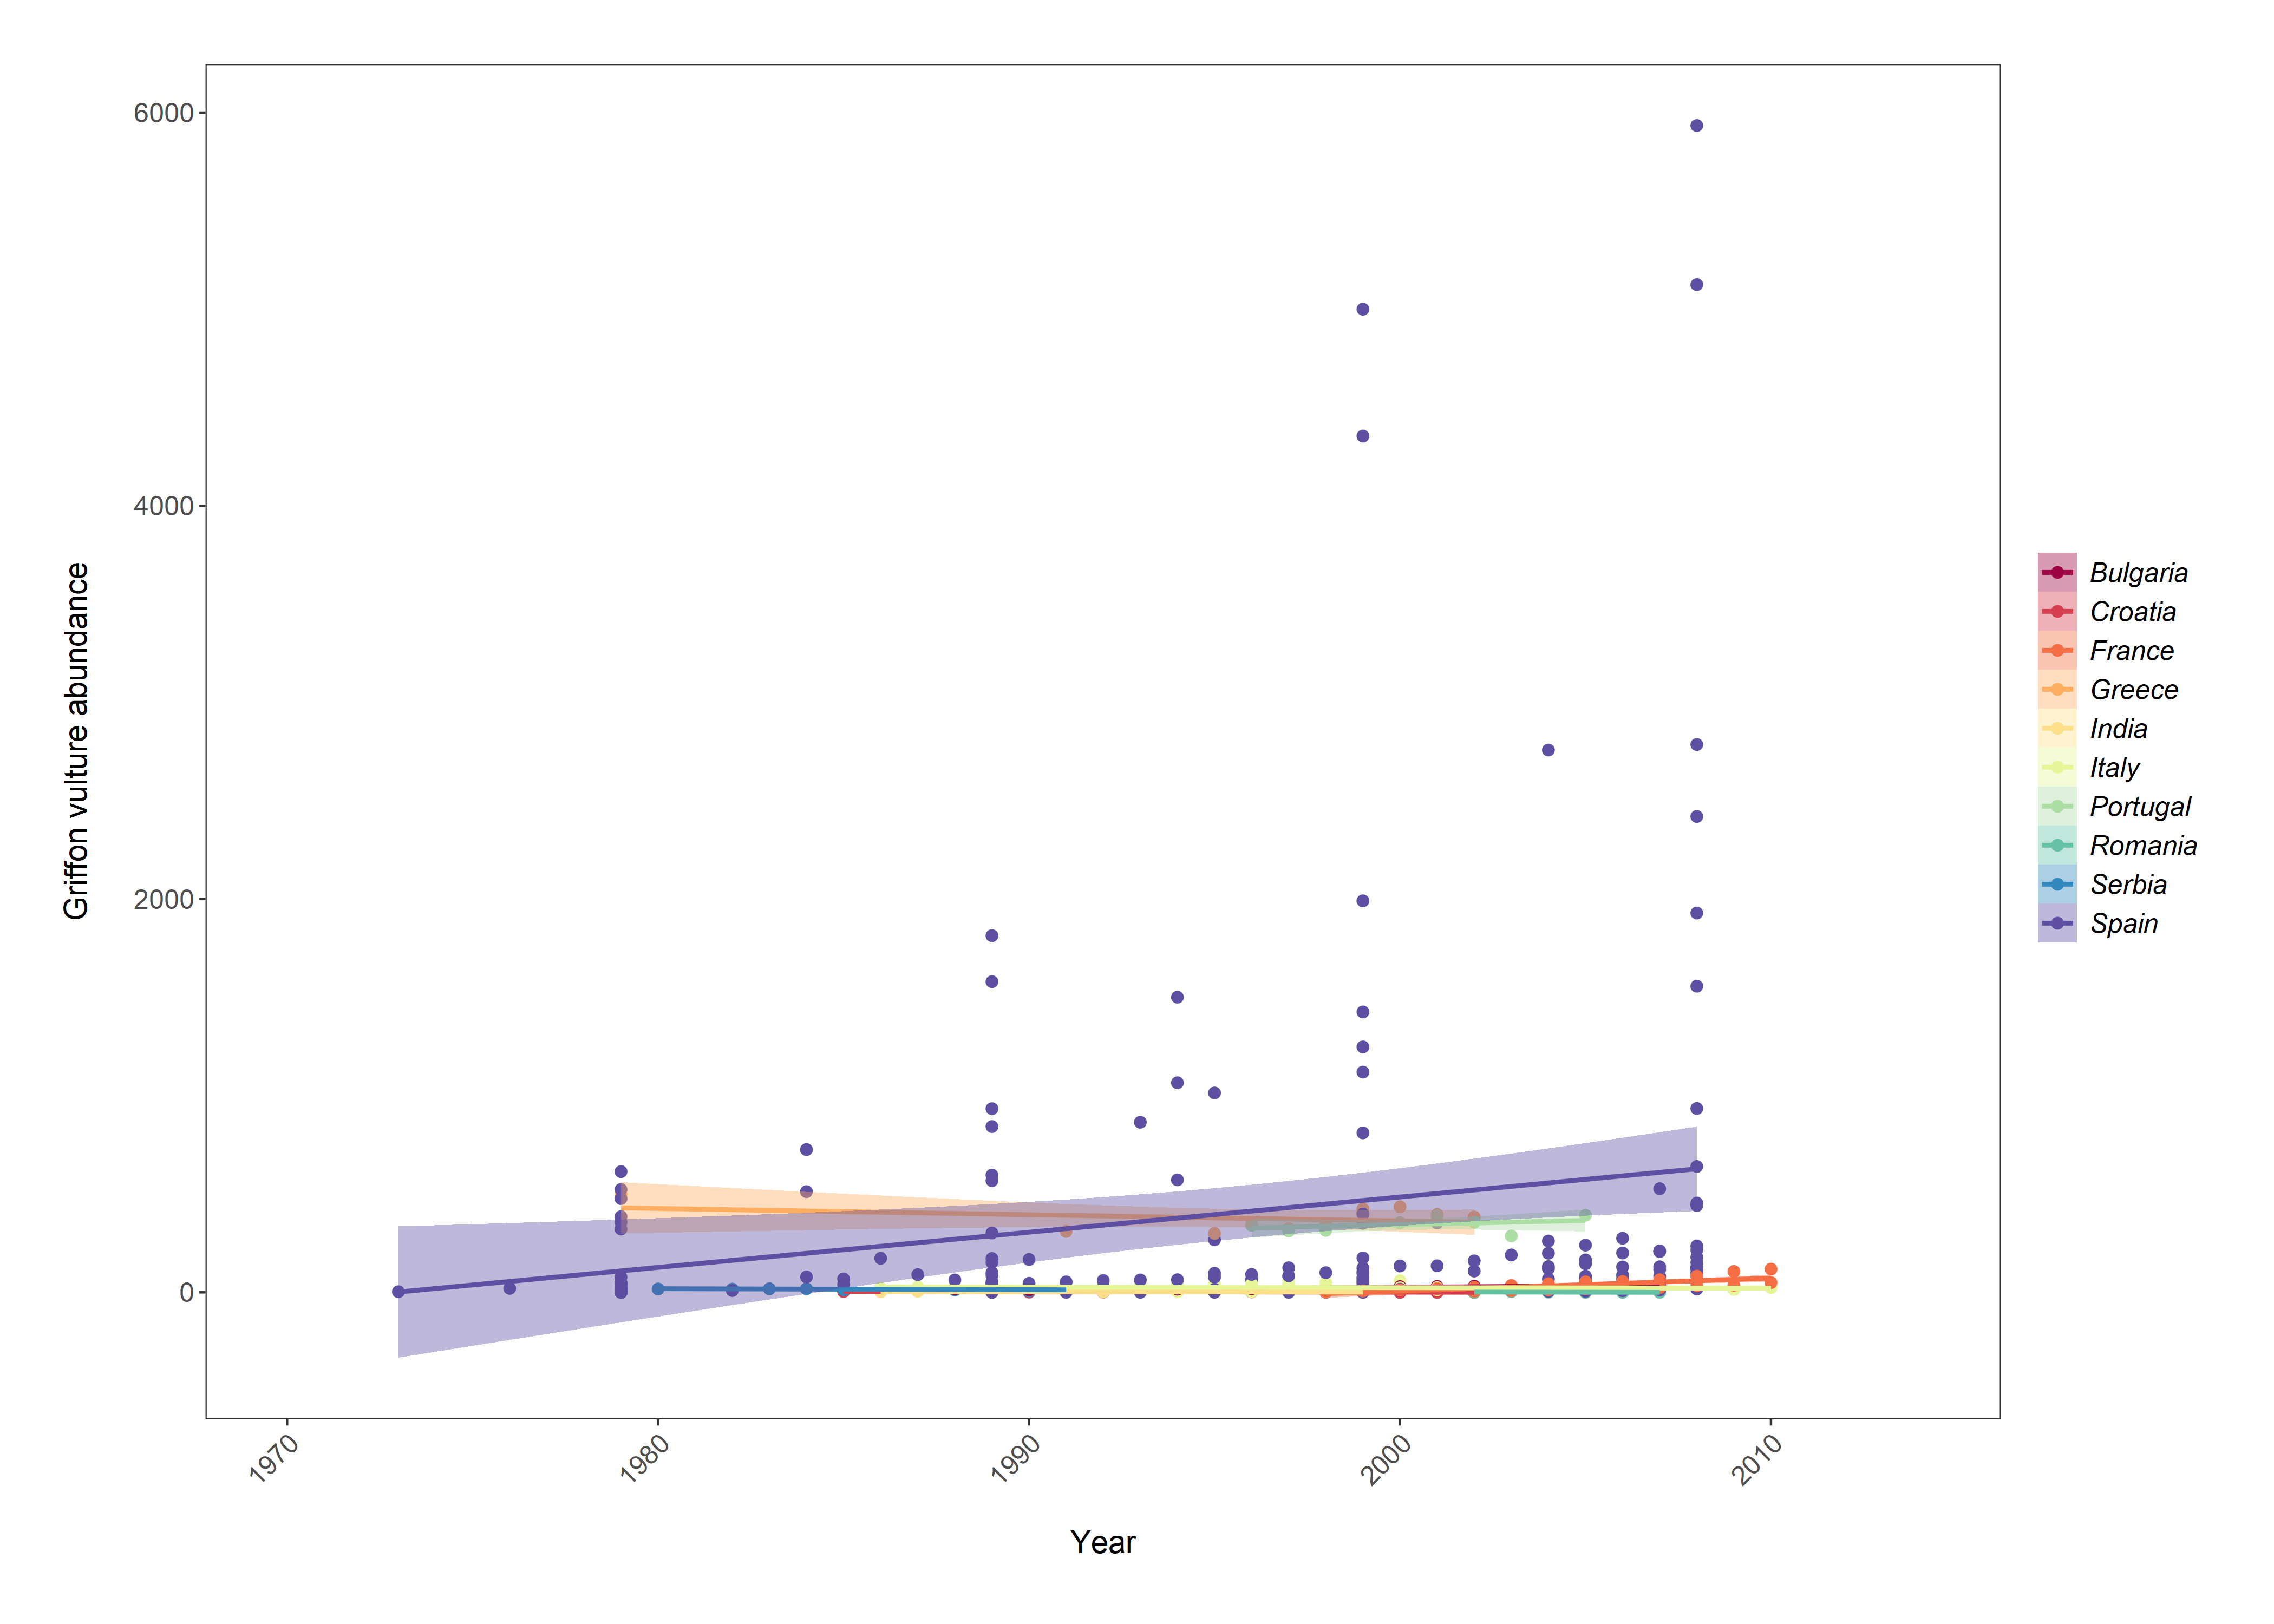 6000
4000
2000
0
Griffon vulture abundance
1970
1980
1990
2000
2010
Year
Bulgaria
Croatia
France
Greece
India
Italy
Portugal
Romania
Serbia
Spain